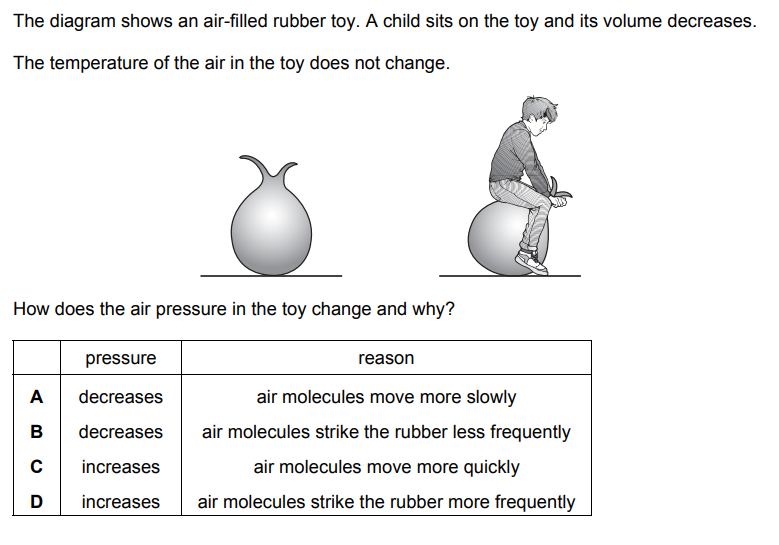 The diagram shows an air-filled rubber toy. A child sits on the toy and its volume decreases.
The temperature of the air in the toy does not change.
How does the air pressure in the toy change and why?
pressure reason
A decreases air molecules move more slowly
B decreases air molecules strike the rubber less frequently
C increases air molecules move more quickly
D increases air molecules strike the rubber more frequently